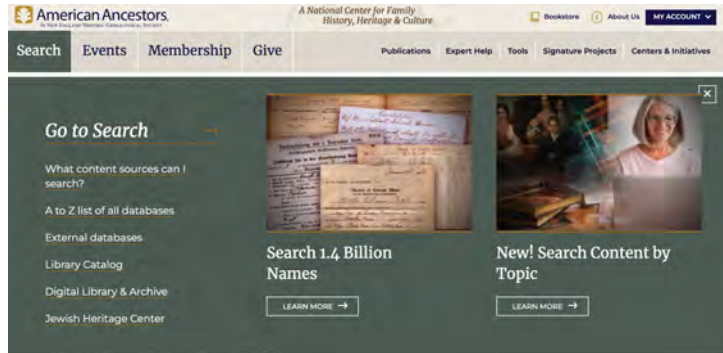 American Ancestors.
A National Center for Family
History, Heritage & Culture
Bookstore
About Us
MY ACCOUNT
Search
Events
Membership
Give
Publications
Expert Help
Tools
Signature Projects
Centers & Initiatives
Go to Search →
What content sources can I
search?
A to Z list of all databases
External databases
Library Catalog
Digital Library & Archive
Jewish Heritage Center
Search 1.4 Billion
Names
LEARN MORE →
New! Search Content by
Topic
LEARN MORE →